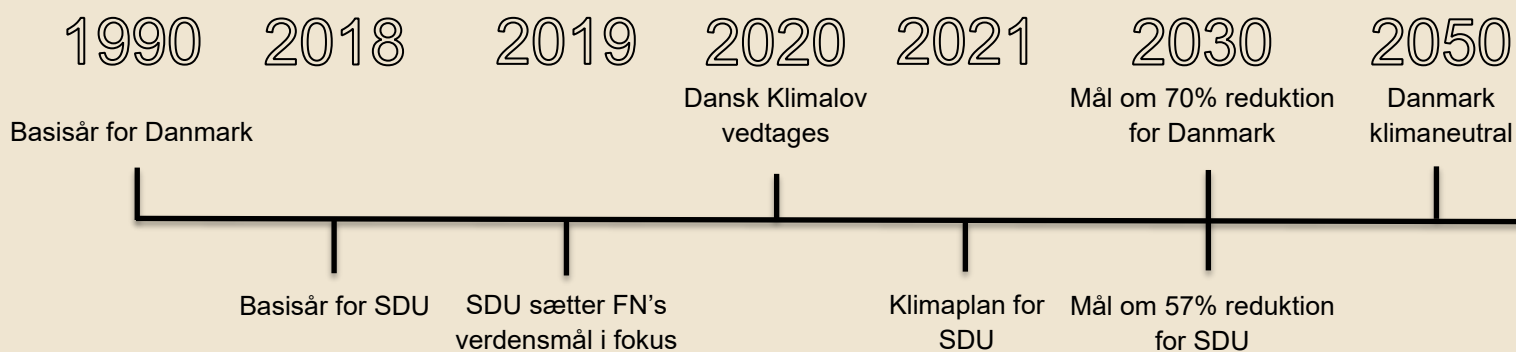 1990 2018 2019 2020 2021 2030 2050
Dansk Klimalov
vedtages
Mål om 70% reduktion
for Danmark
Danmark
klimaneutral
Basisår for Danmark
Basisår for SDU
SDU sætter FN's
verdensmål i fokus
Klimaplan for
SDU
Mål om 57% reduktion
for SDU